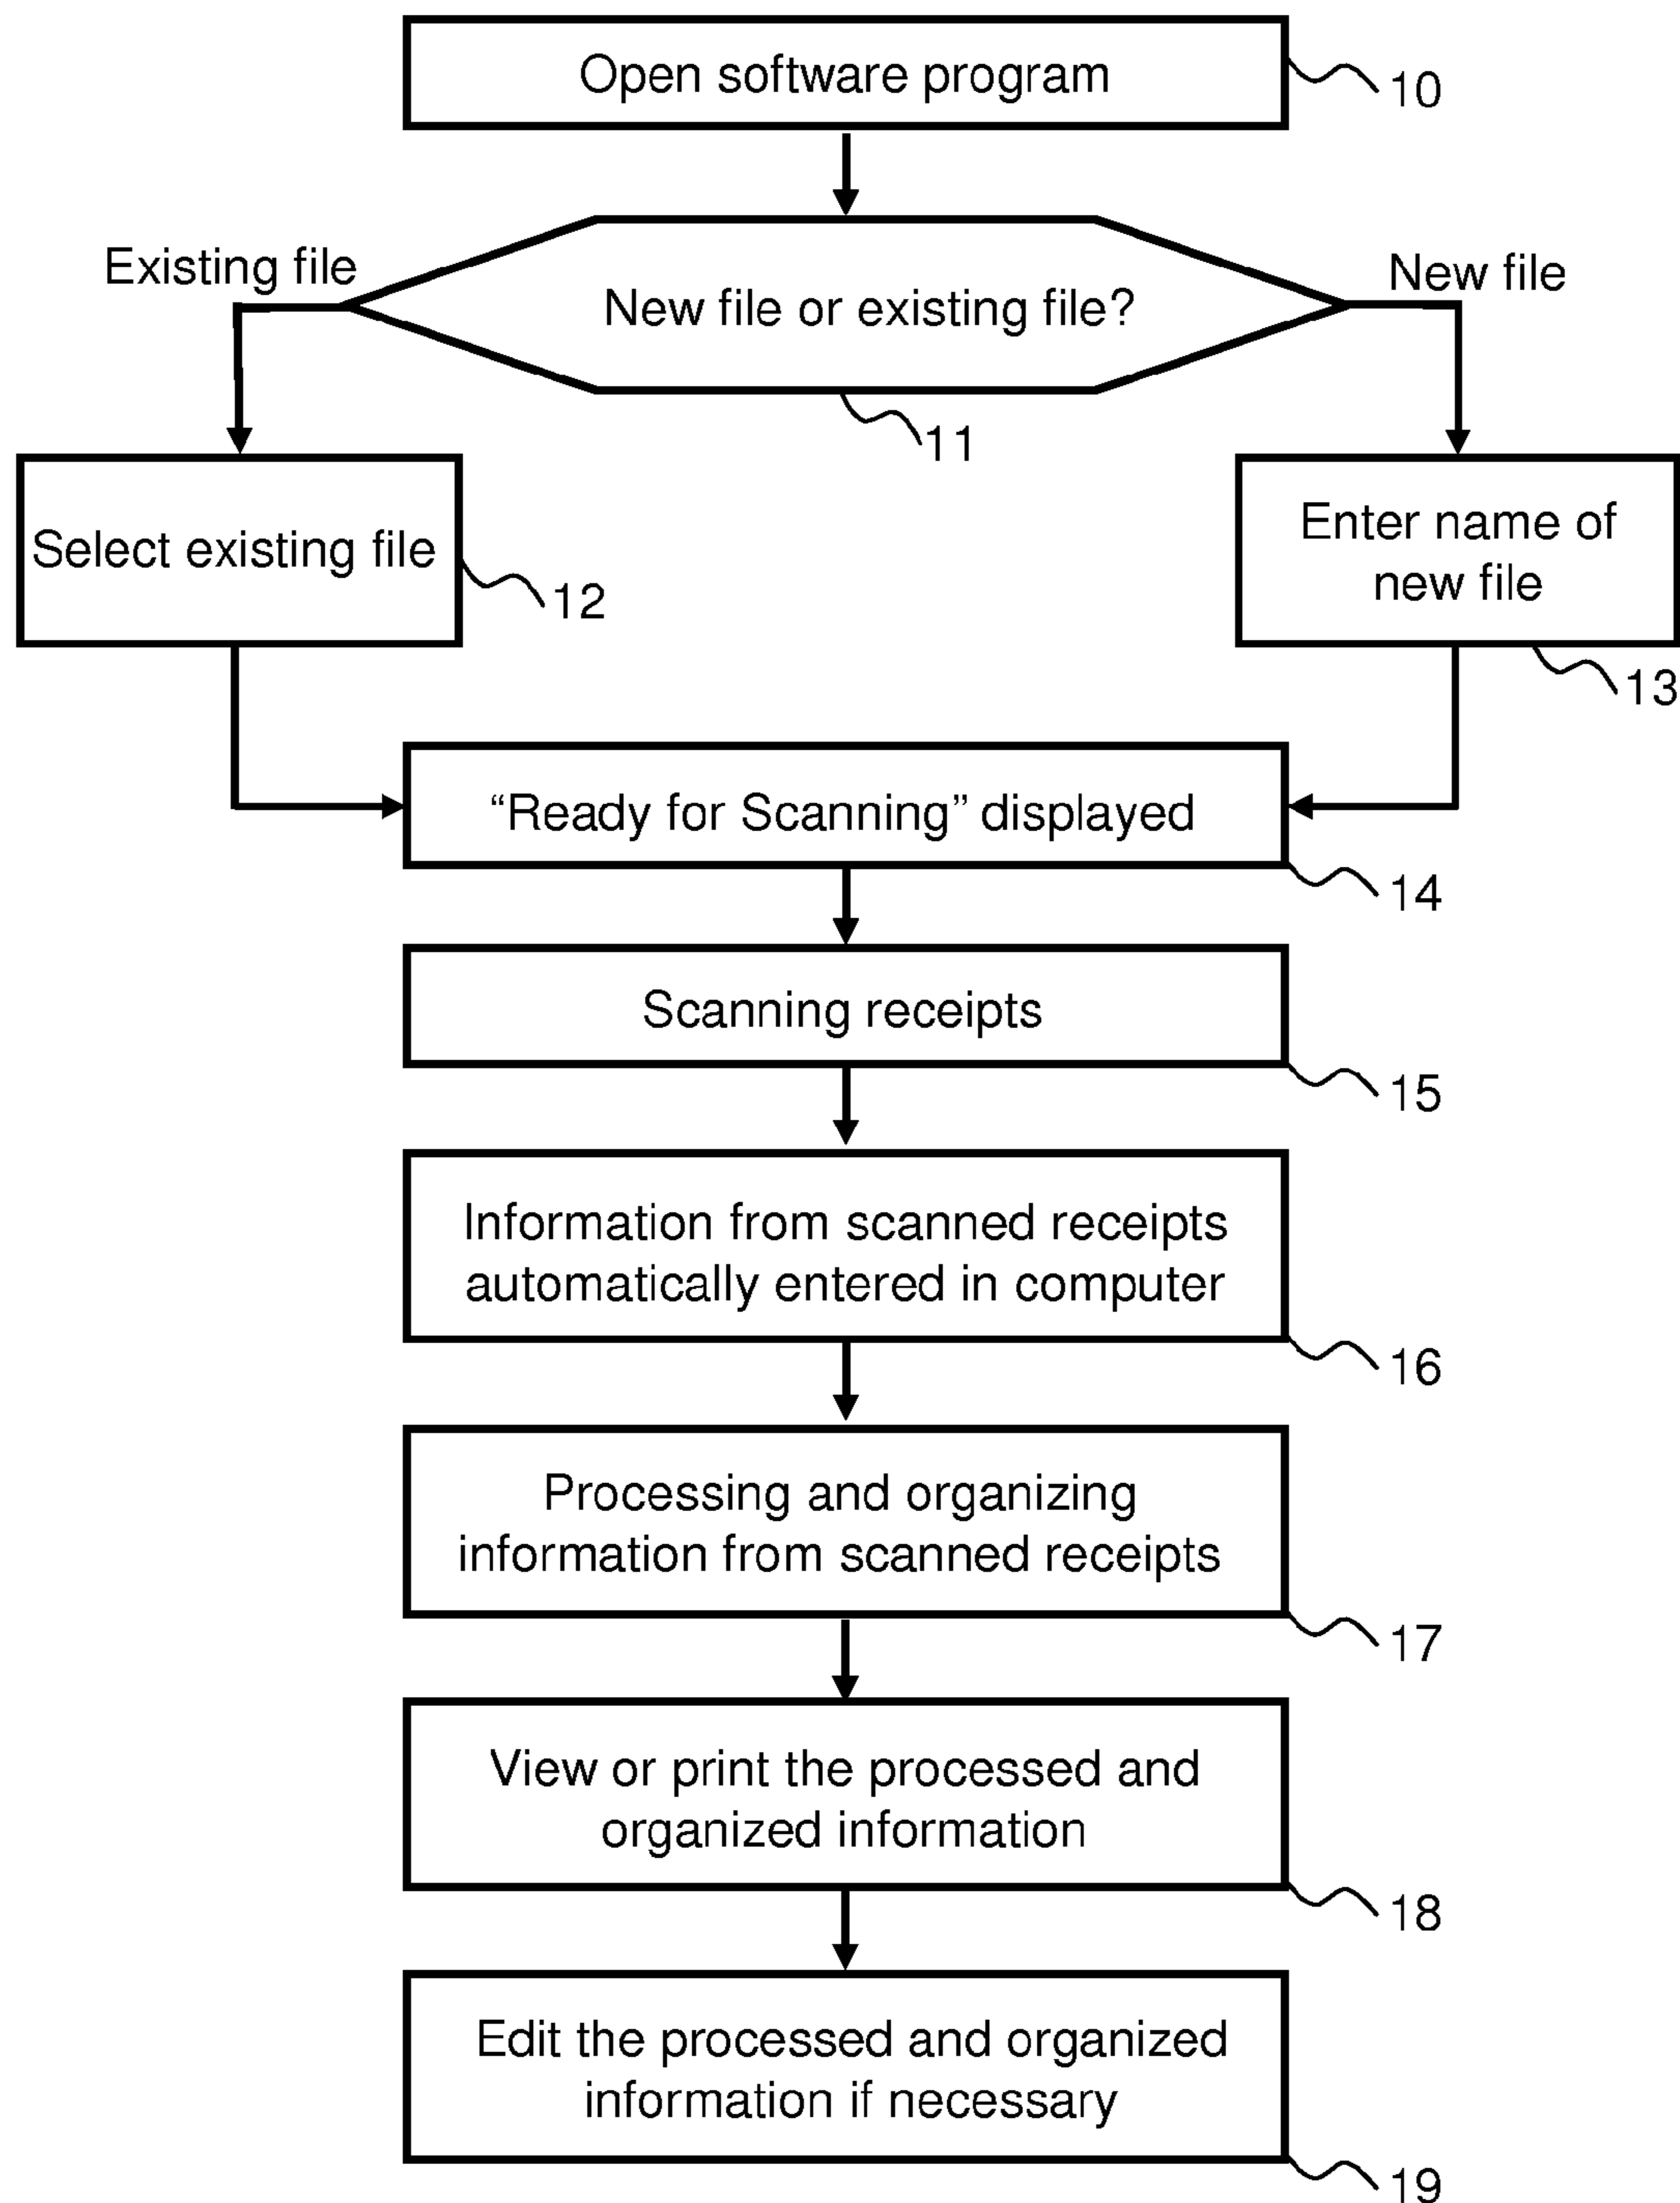 Open software program
10
Existing file
New file or existing file?
New file
11
Select existing file
12
Enter name of
new file
13
“Ready for Scanning” displayed
14
Scanning receipts
15
Information from scanned receipts
automatically entered in computer
16
Processing and organizing
information from scanned receipts
17
View or print the processed and
organized information
18
Edit the processed and organized
information if necessary
19